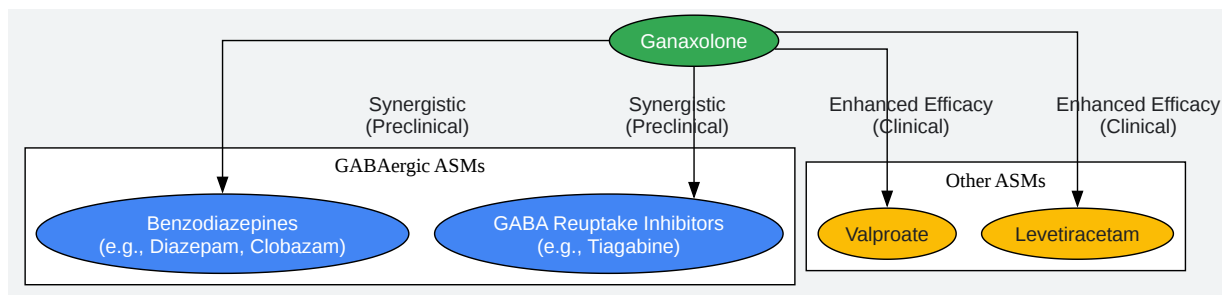 Ganaxolone
Synergistic
(Preclinical)
Synergistic
(Preclinical)
Enhanced Efficacy
(Clinical)
Enhanced Efficacy
(Clinical)
GABAergic ASMs
Benzodiazepines
(e.g., Diazepam, Clobazam)
GABA Reuptake Inhibitors
(e.g., Tiagabine)
Other ASMs
Valproate
Levetiracetam